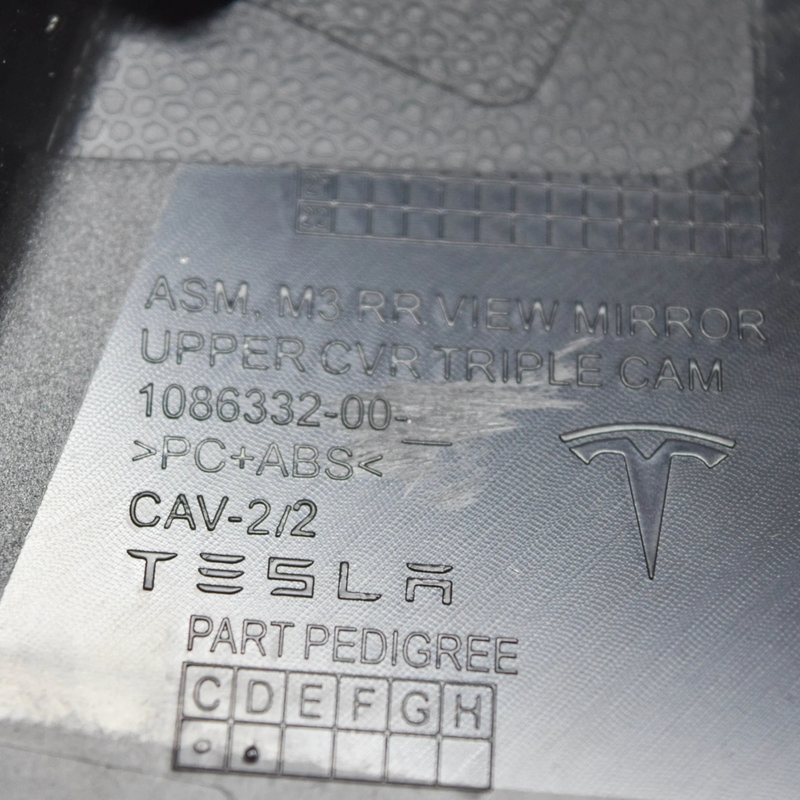 ASM, M3 RR VIEW MIRROR
UPPER CVR TRIPLE CAM
1086332-00-_
>PC+ABS<
CAV-2/2
TESLA
PART PEDIGREE
C D E F G H